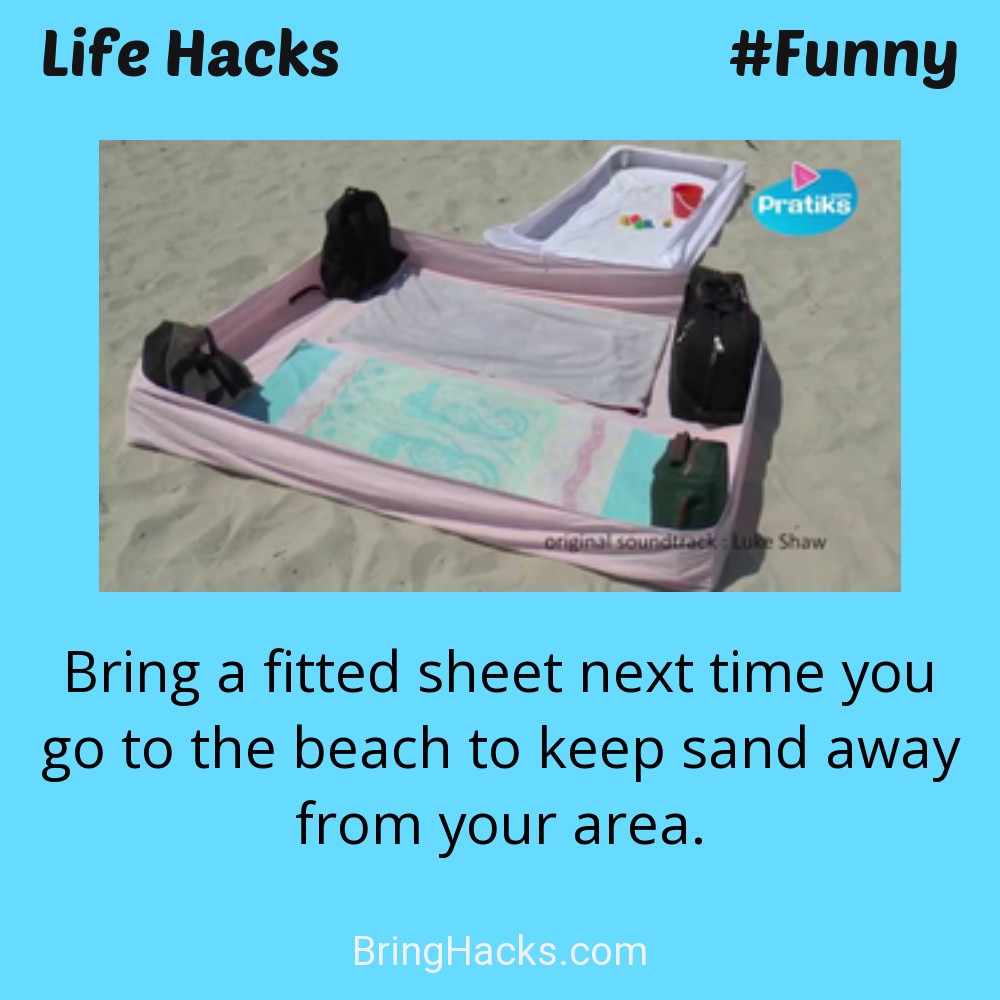 Life Hacks
#Funny
Pratiks
original soundtrack : Luke Shaw
Bring a fitted sheet next time you
go to the beach to keep sand away
from your area.
BringHacks.com